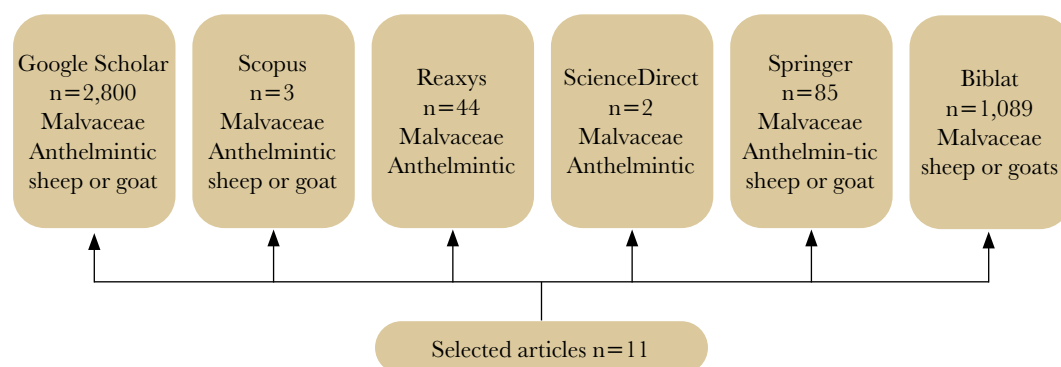 Google Scholar
n=2,800
Malvaceae
Anthelmintic
sheep or goat
Scopus
n=3
Malvaceae
Anthelmintic
sheep or goat
Reaxys
n=44
Malvaceae
Anthelmintic
ScienceDirect
n=2
Malvaceae
Anthelmintic
Springer
n=85
Malvaceae
Anthelmin-tic
sheep or goat
Biblat
n=1,089
Malvaceae
sheep or goats
Selected articles n=11